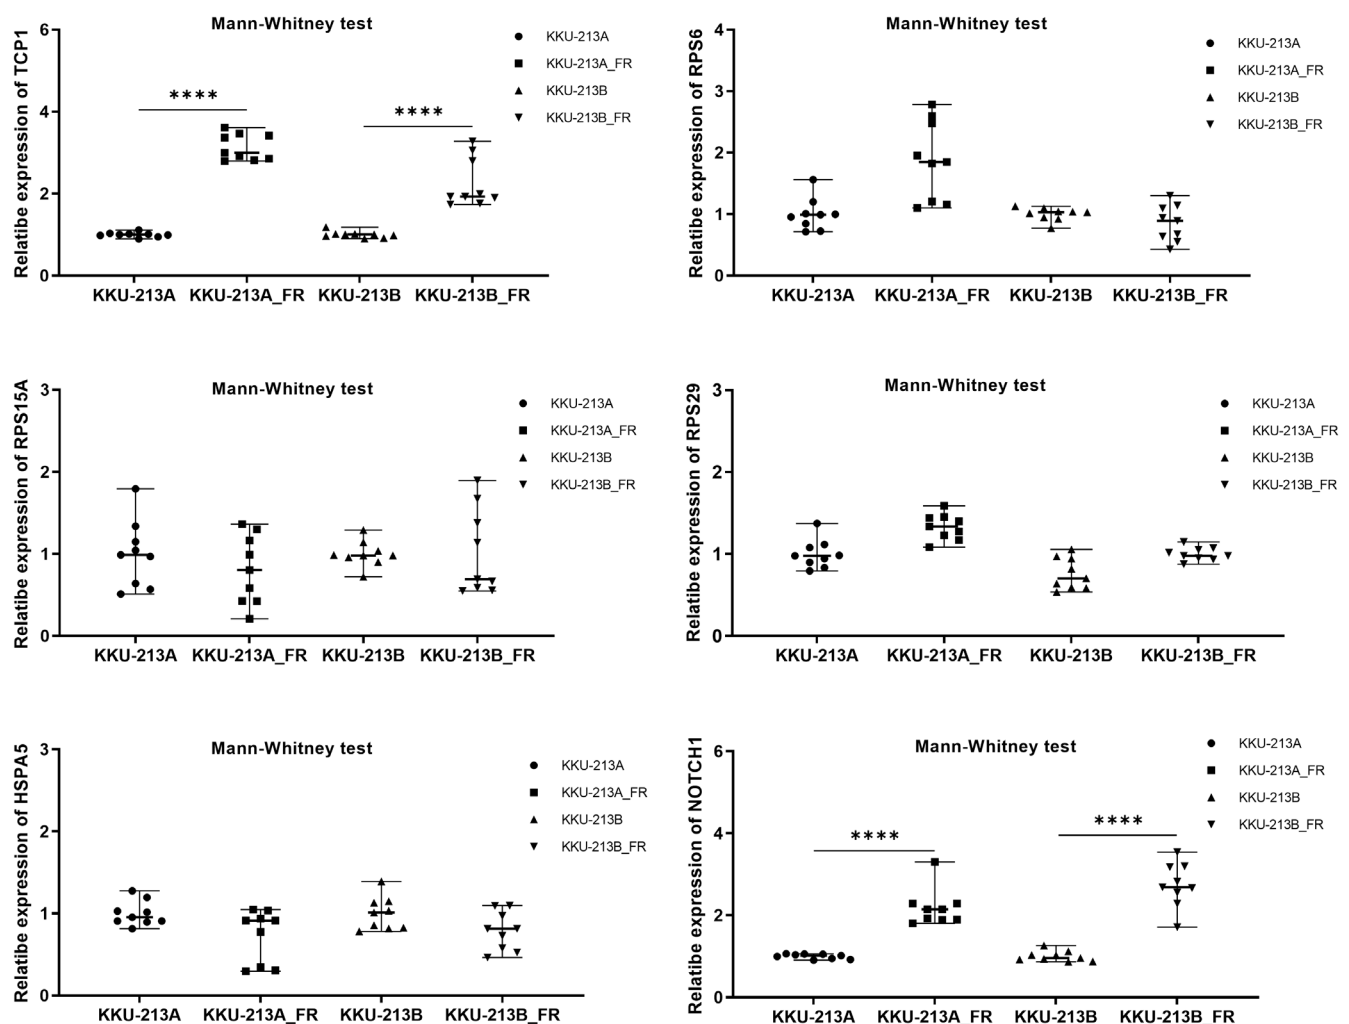 Mann-Whitney test
Relatibe expression of TCP1
6
4
2
0
****
****
KKU-213A
KKU-213A_FR
KKU-213B
KKU-213B_FR
KKU-213A
KKU-213A_FR
KKU-213B
KKU-213B_FR
Mann-Whitney test
Relatibe expression of RPS6
4
3
2
1
0
KKU-213A
KKU-213A_FR
KKU-213B
KKU-213B_FR
KKU-213A
KKU-213A_FR
KKU-213B
KKU-213B_FR
Mann-Whitney test
Relatibe expression of RPS15A
3
2
1
0
KKU-213A
KKU-213A_FR
KKU-213B
KKU-213B_FR
KKU-213A
KKU-213A_FR
KKU-213B
KKU-213B_FR
Mann-Whitney test
Relatibe expression of RPS29
3
2
1
0
KKU-213A
KKU-213A_FR
KKU-213B
KKU-213B_FR
KKU-213A
KKU-213A_FR
KKU-213B
KKU-213B_FR
Mann-Whitney test
Relatibe expression of HSPA5
3
2
1
0
KKU-213A
KKU-213A_FR
KKU-213B
KKU-213B_FR
KKU-213A
KKU-213A_FR
KKU-213B
KKU-213B_FR
Mann-Whitney test
Relatibe expression of NOTCH1
6
4
2
0
****
****
KKU-213A
KKU-213A_FR
KKU-213B
KKU-213B_FR
KKU-213A
KKU-213A FR
KKU-213B
KKU-213B FR